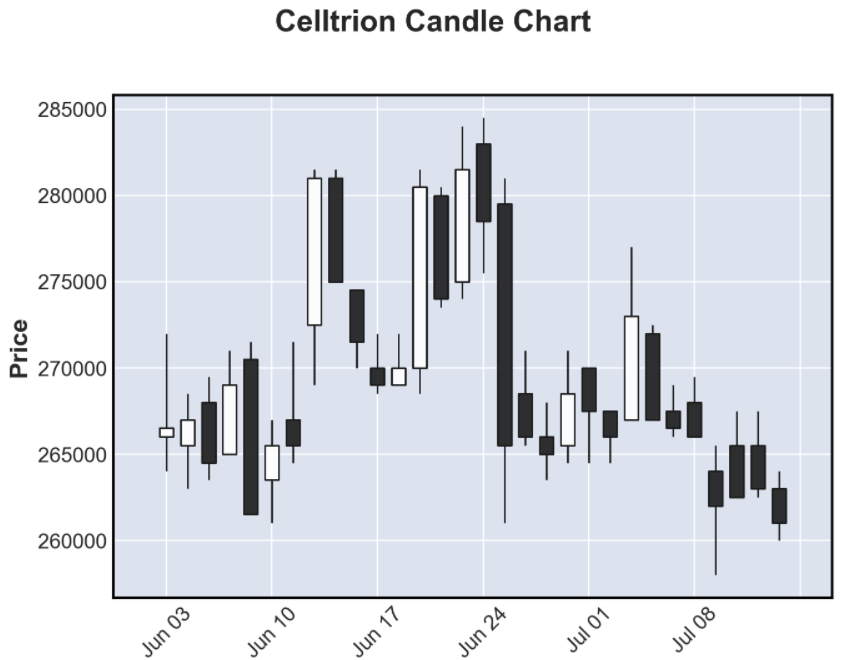 Celltrion Candle Chart
285000
280000
275000
270000
265000
260000
Price
Jun 03
Jun 10
Jun 17
Jun 24
Jul 01
Jul 08